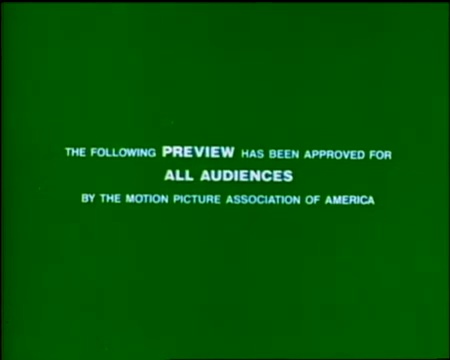 THE FOLLOWING PREVIEW HAS BEEN APPROVED FOR
ALL AUDIENCES
BY THE MOTION PICTURE ASSOCIATION OF AMERICA